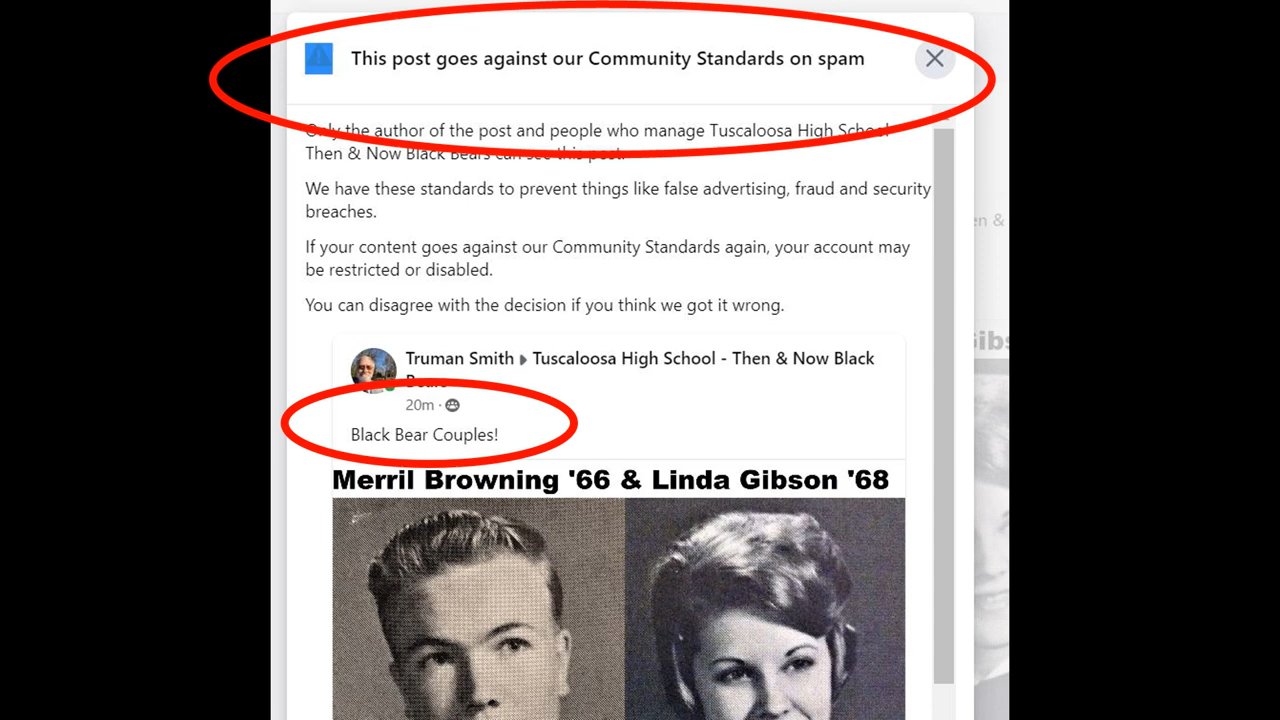 This post goes against our Community Standards on spam
Only the author of the post and people who manage Tuscaloosa High School
Then & Now Black Bears can see this post.
We have these standards to prevent things like false advertising, fraud and security
breaches.
If your content goes against our Community Standards again, your account may
be restricted or disabled.
You can disagree with the decision if you think we got it wrong.
Truman Smith Tuscaloosa High School - Then & Now Black
Bears
20m ·
Black Bear Couples!
Merril Browning '66 & Linda Gibson '68